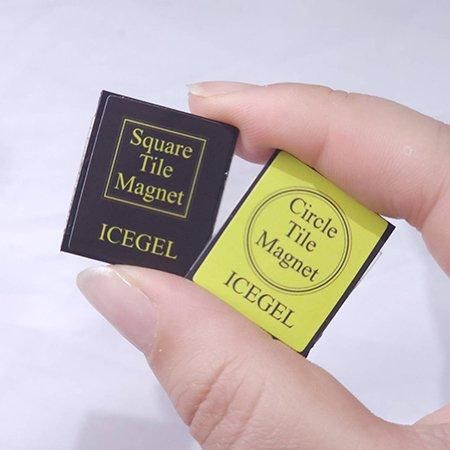 Square
Tile
Magnet
ICEGEL
Circle
Tile
Magnet
ICEGEL